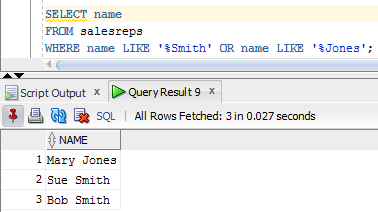 SELECT name
FROM salesreps
WHERE name LIKE '%Smith' OR name LIKE '%Jones';
Script Output x Query Result 9 x
SQL | All Rows Fetched: 3 in 0.027 seconds
NAME
1 Mary Jones
2 Sue Smith
3 Bob Smith